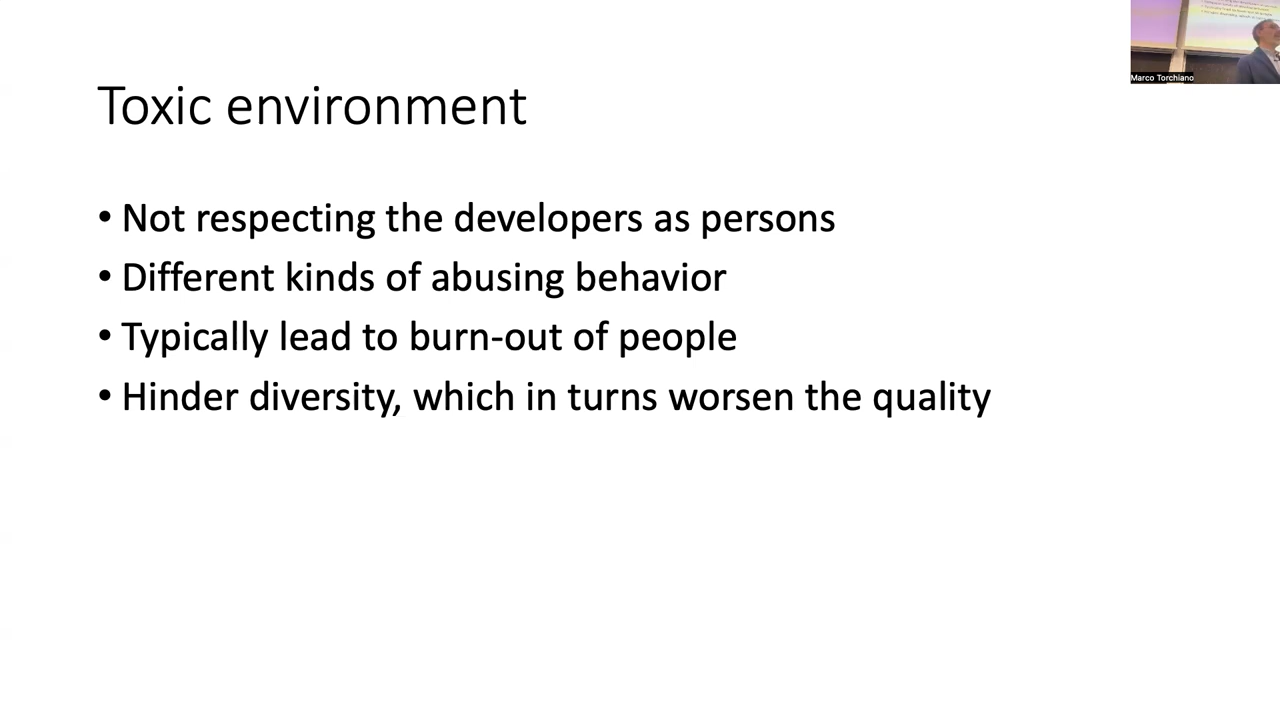 Marco Torchiano
Toxic environment
• Not respecting the developers as persons
• Different kinds of abusing behavior
• Typically lead to burn-out of people
• Hinder diversity, which in turns worsen the quality